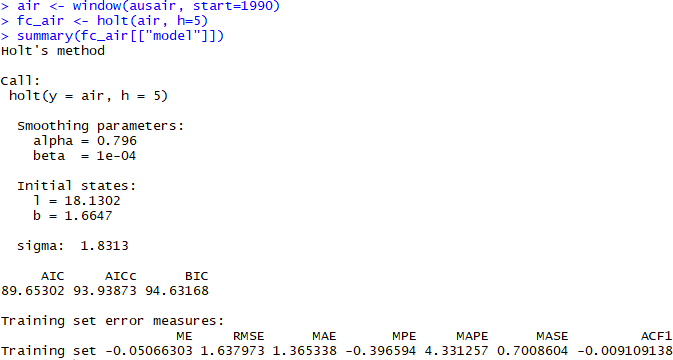 > air <- window(ausair, start=1990)
> fc_air <- holt(air, h=5)
> summary(fc_air[["model"]])
Holt's method
Call:
holt(y = air, h = 5)
Smoothing parameters:
alpha = 0.796
beta  = 1e-04
Initial states:
l = 18.1302
b = 1.6647
sigma:  1.8313
AIC     AICc      BIC
89.65302 93.93873 94.63168
Training set error measures:
ME     RMSE      MAE       MPE     MAPE      MASE         ACF1
Training set -0.05066303 1.637973 1.365338 -0.396594 4.331257 0.7008604 -0.009109138